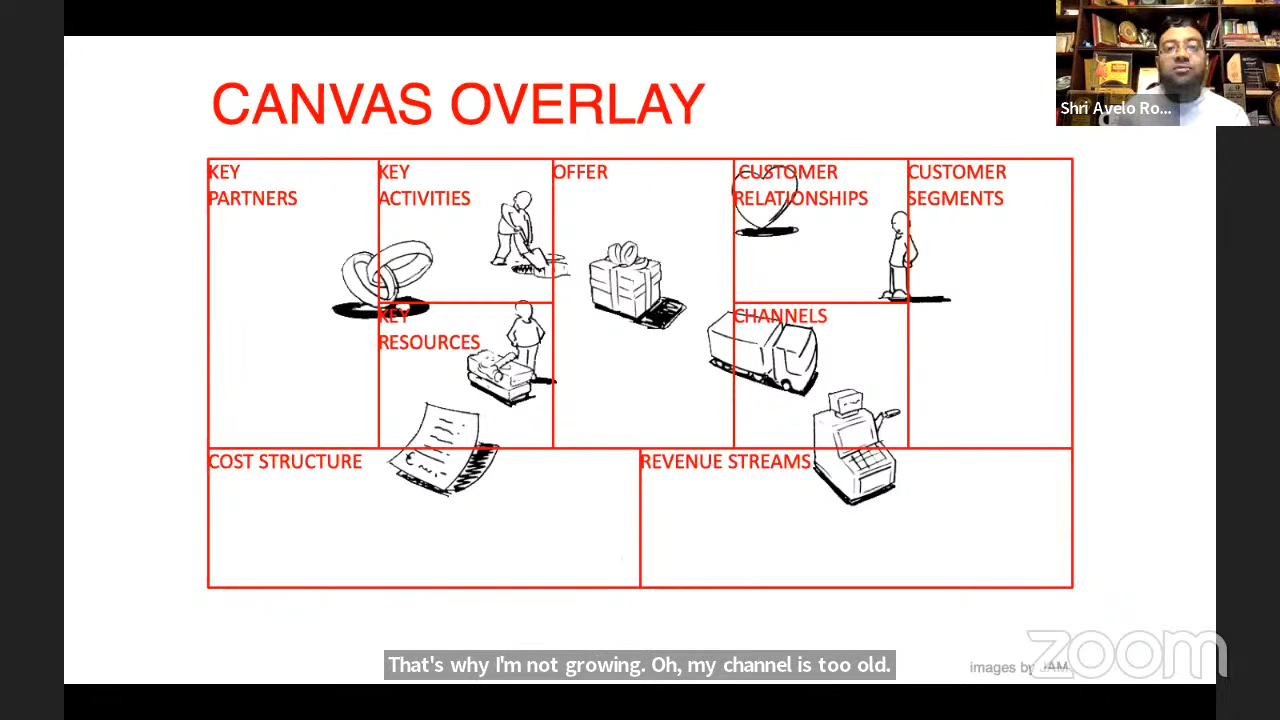 CANVAS OVERLAY
Shri Avelo Ro...
KEY
PARTNERS
KEY
ACTIVITIES
OFFER
CUSTOMER
RELATIONSHIPS
CUSTOMER
SEGMENTS
KEY
RESOURCES
CHANNELS
COST STRUCTURE
REVENUE STREAMS
That's why I'm not growing. Oh, my channel is too old.
images by JAM
zoom